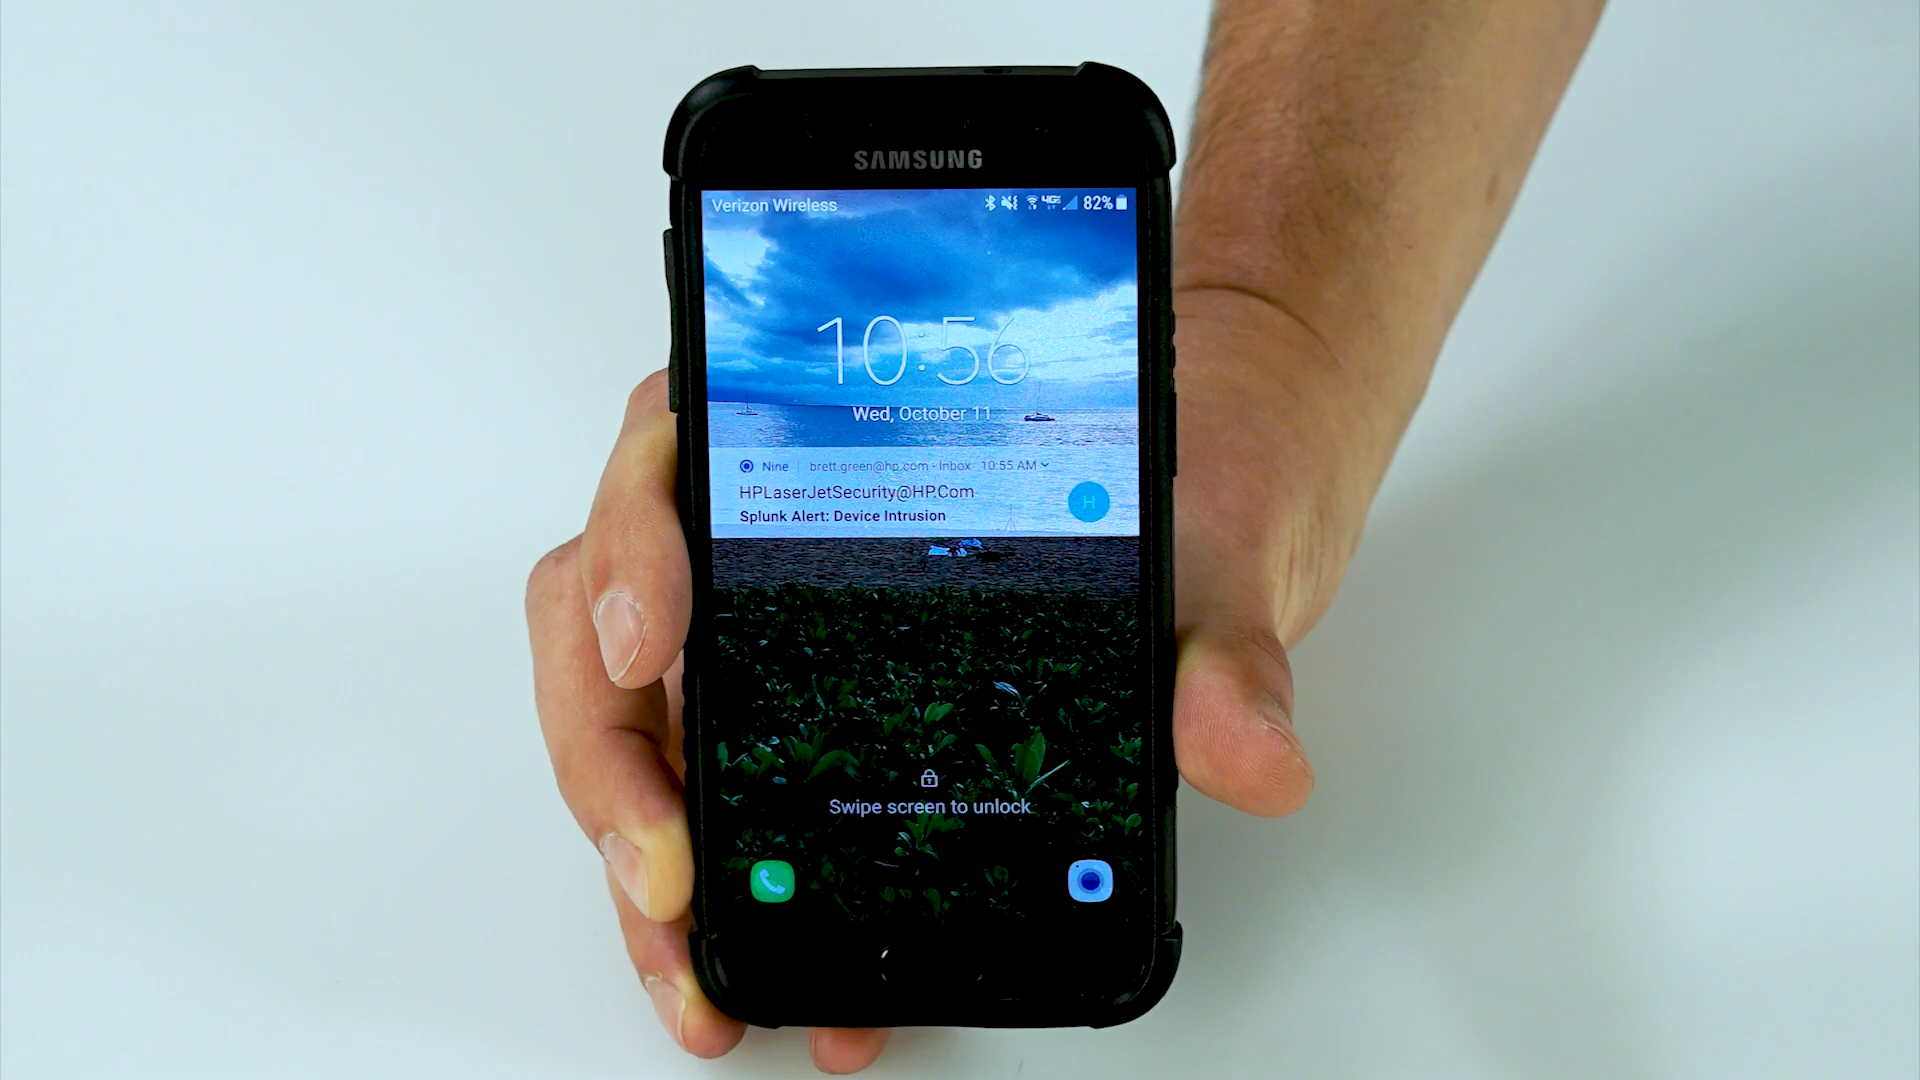 SAMSUNG
Verizon Wireless 82%
10:56
Wed, October 11
Nine | brett.green@hp.com - Inbox 10:55 AM
HPLaserJetSecurity@HP.Com
H
Splunk Alert: Device Intrusion
Swipe screen to unlock